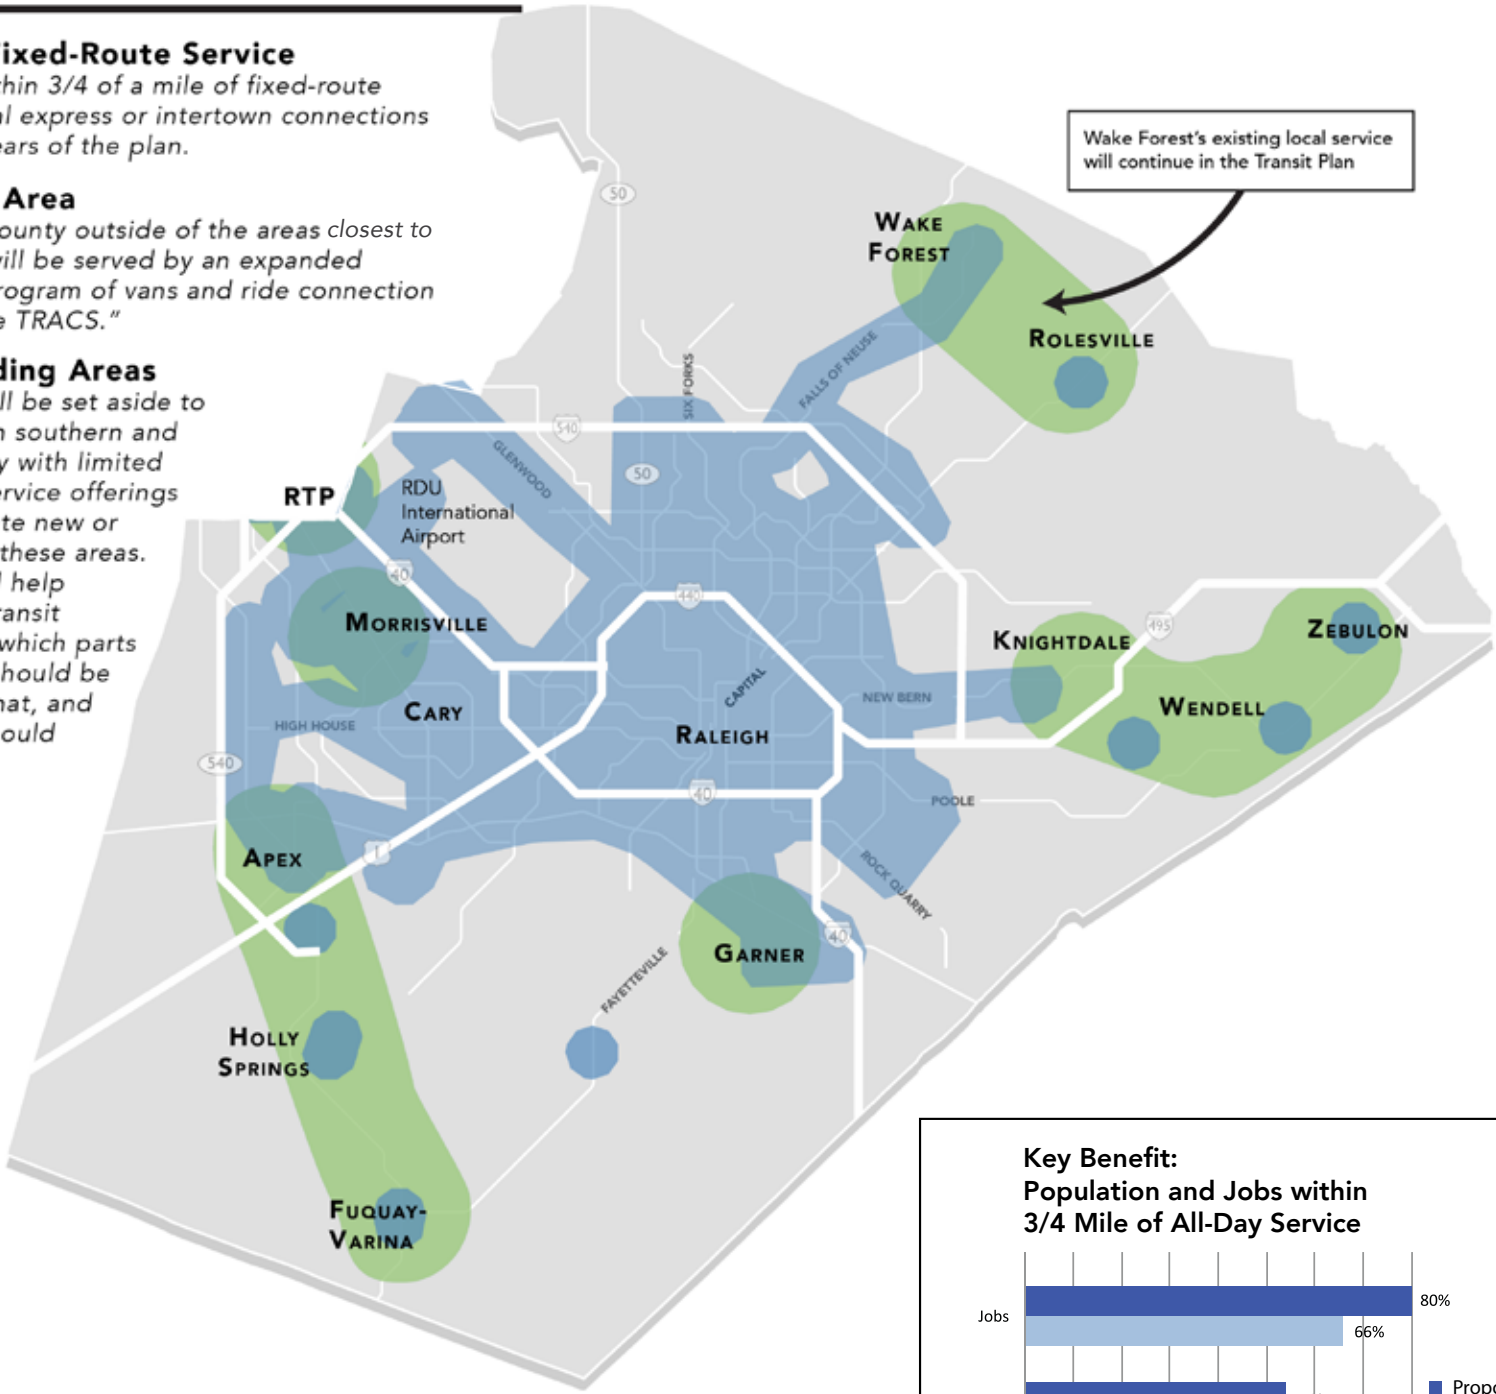 ixed-Route Service
thin 3/4 of a mile of fixed-route
al express or intertown connections
ears of the plan.
Area
ounty outside of the areas closest to
will be served by an expanded
rogram of vans and ride connection
e TRACS."
ding Areas
ll be set aside to
n southern and
y with limited
ervice offerings
te new or
these areas.
l help
ransit
which parts
should be
hat, and
ould
Wake Forest's existing local service
will continue in the Transit Plan
50
WAKE
FOREST
ROLESVILLE
SIX FORKS
FALLS OF NEUSE
540
GLENWOOD
50
RTP
RDU
International
Airport
40
440
MORRISVILLE
KNIGHTDALE
495
ZEBULON
CAPITAL
NEW BERN
CARY
HIGH HOUSE
RALEIGH
WENDELL
540
40
POOLE
1
APEX
ROCK QUARRY
40
GARNER
FAYETTEVILLE
HOLLY
SPRINGS
FUQUAY-
VARINA
Key Benefit:
Population and Jobs within
3/4 Mile of All-Day Service
Jobs
80%
66%
Propo